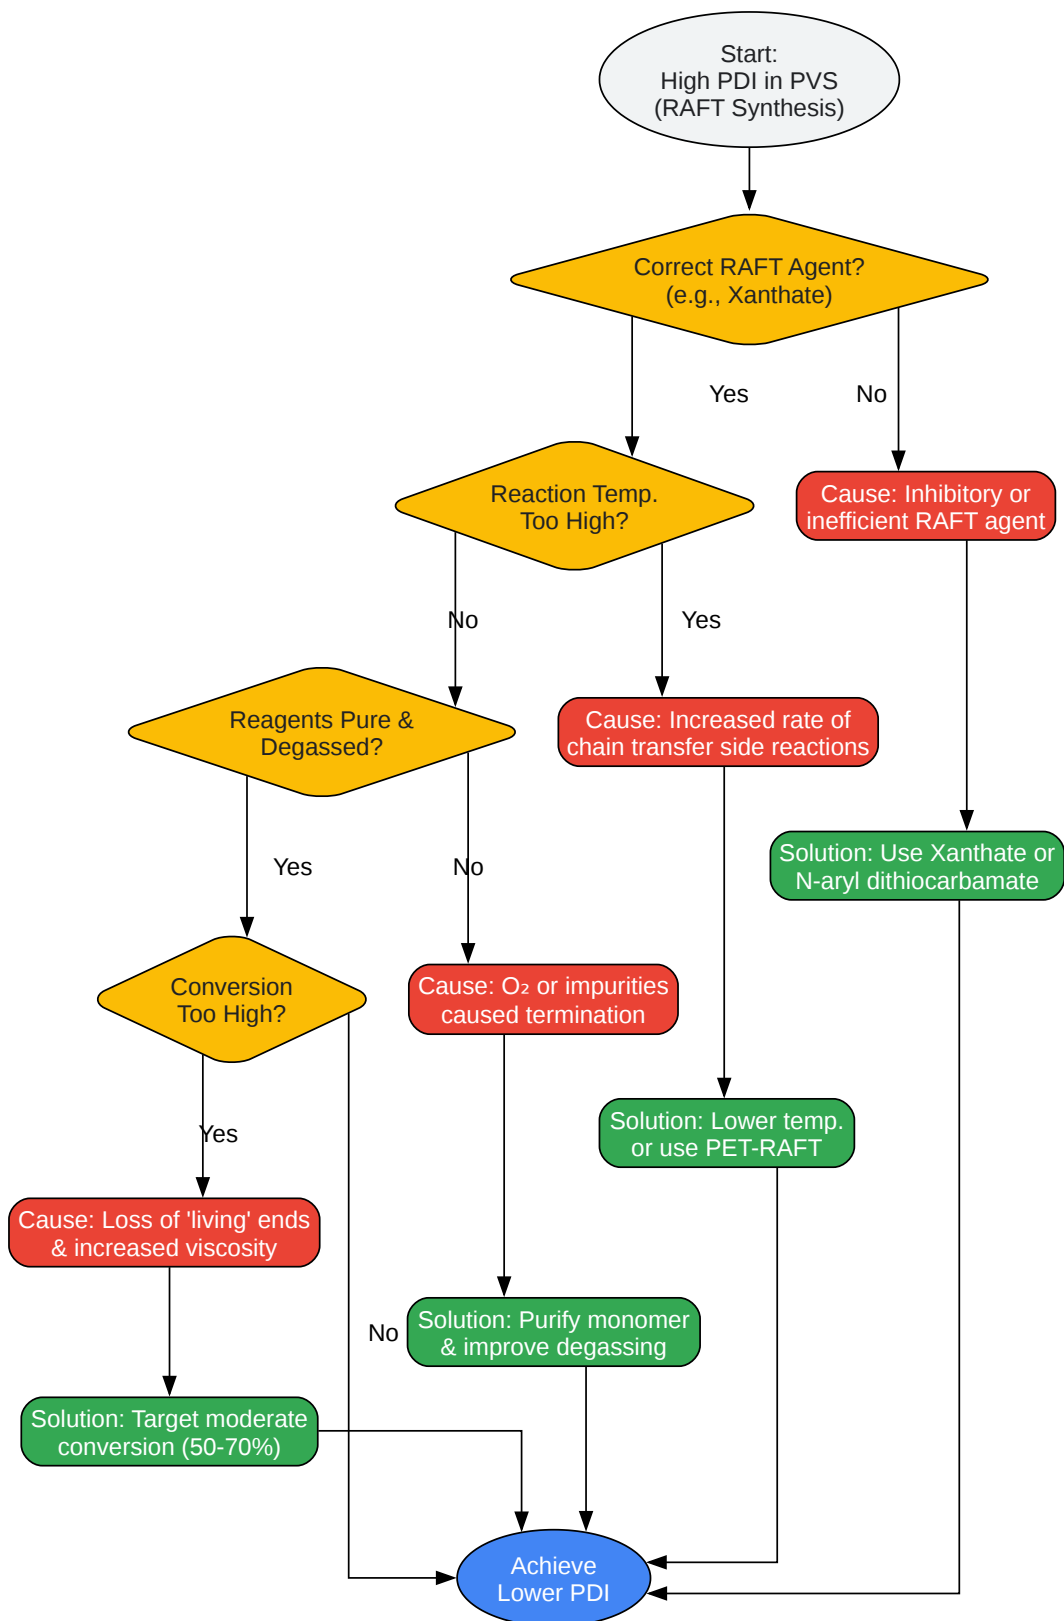 Start:
High PDI in PVS
(RAFT Synthesis)
Correct RAFT Agent?
(e.g., Xanthate)
Yes
No
Reaction Temp.
Too High?
Cause: Inhibitory or
inefficient RAFT agent
No
Yes
Reagents Pure &
Degassed?
Cause: Increased rate of
chain transfer side reactions
Solution: Use Xanthate or
N-aryl dithiocarbamate
Yes
No
Conversion
Too High?
Cause: O₂ or impurities
caused termination
Solution: Lower temp.
or use PET-RAFT
Yes
Cause: Loss of 'living' ends
& increased viscosity
No
Solution: Purify monomer
& improve degassing
Solution: Target moderate
conversion (50-70%)
Achieve
Lower PDI